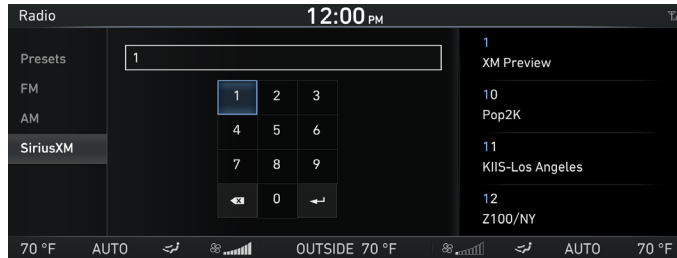 Radio
12:00 PM
Presets
FM
AM
SiriusXM
1
1 2 3
4 5 6
7 8 9
0
1
XM Preview
10
Pop2K
11
KIIS-Los Angeles
12
Z100/NY
70 °F AUTO OUTSIDE 70 °F AUTO 70 °F